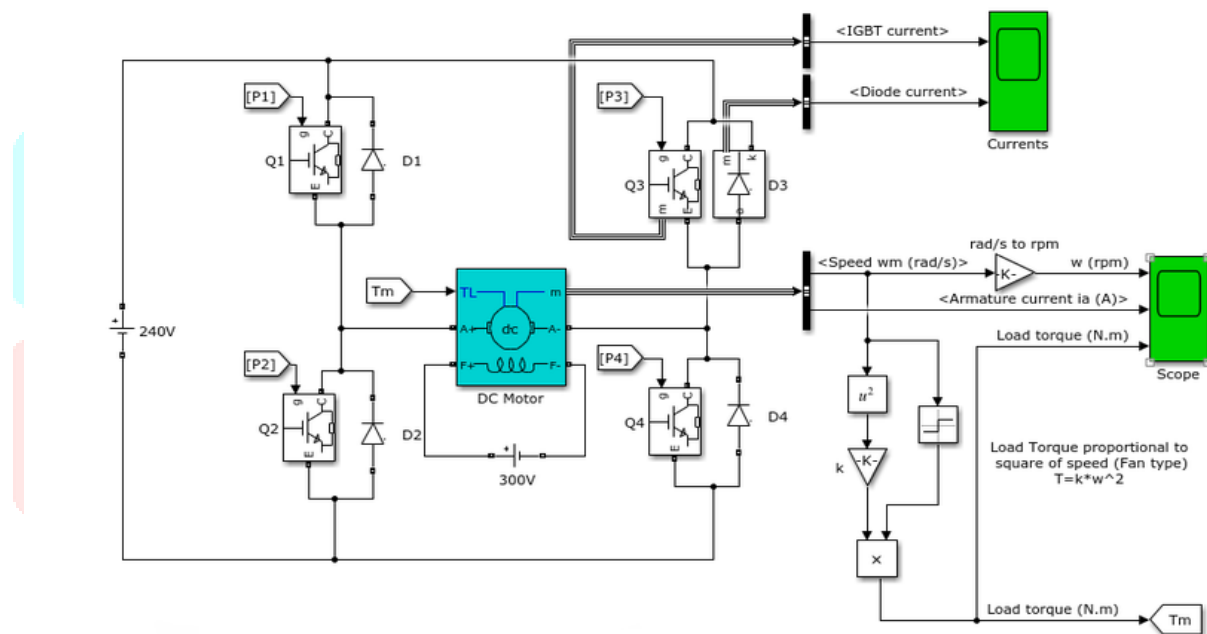 <IGBT current>
[P1]
[P3]
<Diode current>
Currents
g
C
Q1
E
D1
g
C
Q3
m
E
m
k
D3
a
rad/s to rpm
<Speed wm (rad/s)>
-K-
w (rpm)
Tm
TL
m
<Armature current ia (A)>
240V
A+
dc
A-
Load torque (N.m)
[P2]
[P4]
F+
F-
Scope
DC Motor
g
C
Q2
E
D2
g
C
Q4
E
D4
u²
k
-K-
300V
Load Torque proportional to
square of speed (Fan type)
T=k*w^2
×
Load torque (N.m)
Tm